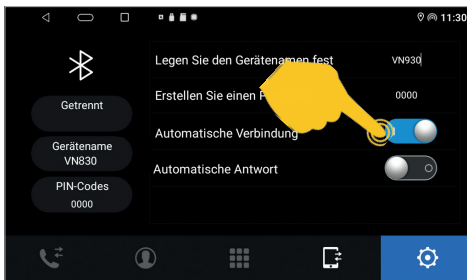 11:30
Legen Sie den Gerätenamen fest
VN930
Getrennt
Erstellen Sie einen
0000
Gerätename
VN830
Automatische Verbindung
PIN-Codes
0000
Automatische Antwort